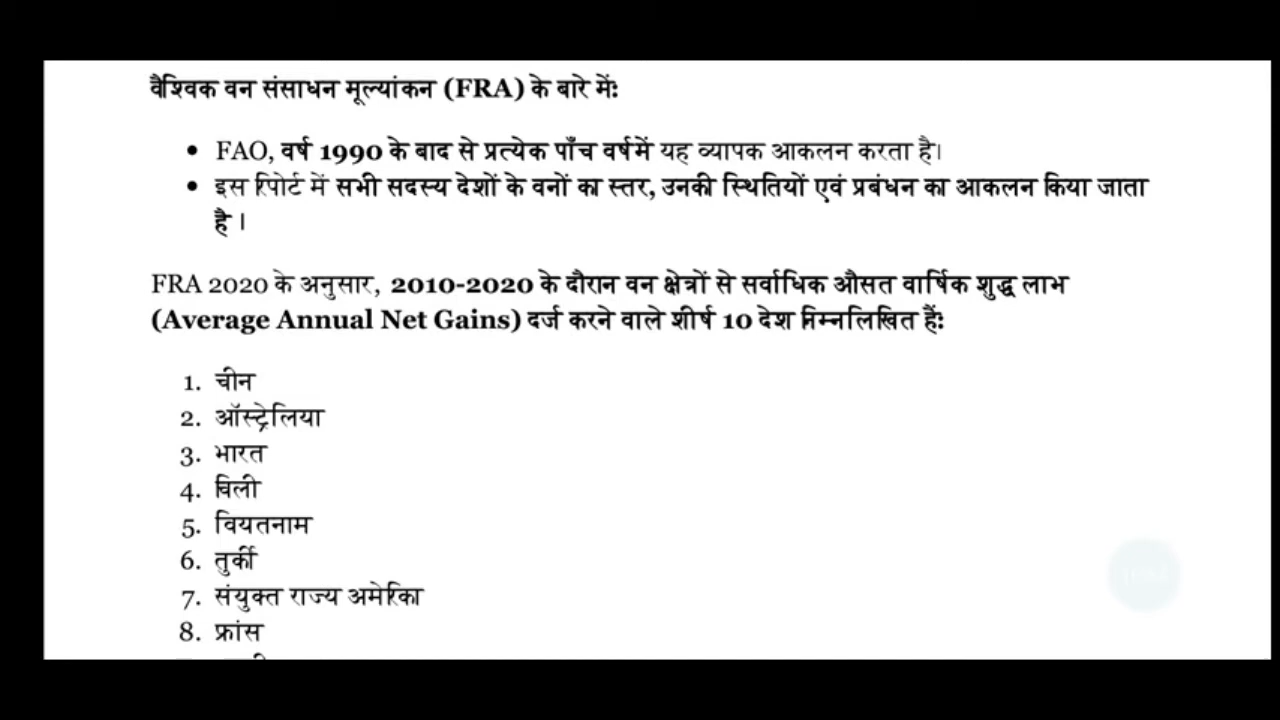 वैश्विक वन संसाधन मूल्यांकन (FRA) के बारे में:
• FAO, वर्ष 1990 के बाद से प्रत्येक पाँच वर्षमें यह व्यापक आकलन करता है।
• इस रिपोर्ट में सभी सदस्य देशों के वनों का स्तर, उनकी स्थितियों एवं प्रबंधन का आकलन किया जाता
है ।
FRA 2020 के अनुसार, 2010-2020 के दौरान वन क्षेत्रों से सर्वाधिक औसत वार्षिक शुद्ध लाभ
(Average Annual Net Gains) दर्ज करने वाले शीर्ष 10 देश निम्नलिखित हैं:
1. चीन
2. ऑस्ट्रेलिया
3. भारत
4. चिली
5. वियतनाम
6. तुर्की
7. संयुक्त राज्य अमेरिका
8. फ्रांस